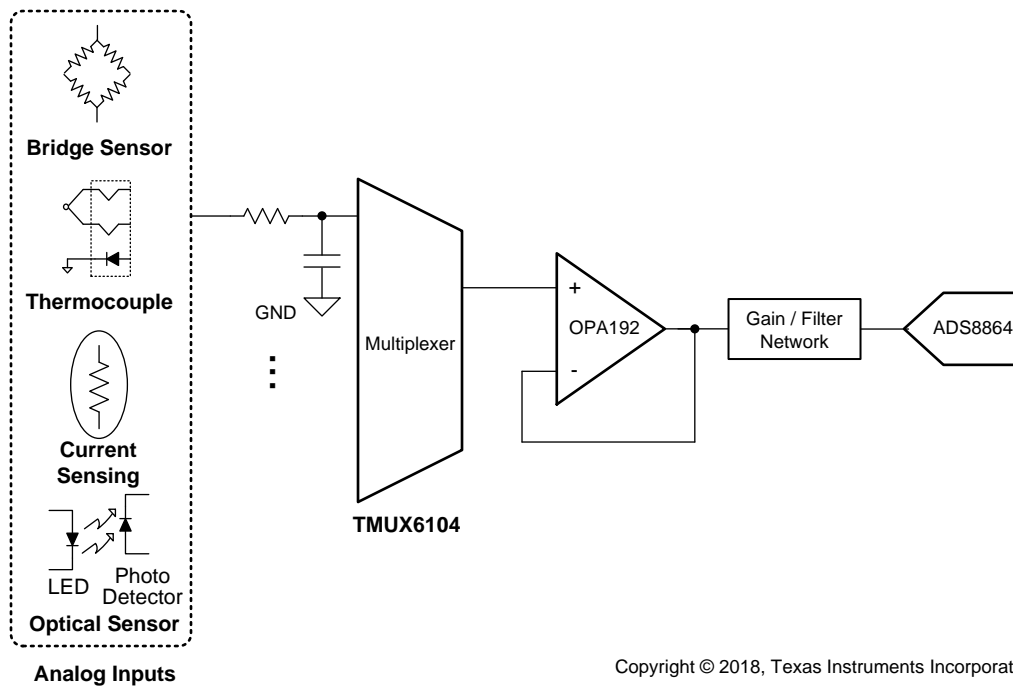 Bridge Sensor
Thermocouple
Current
Sensing
LED
Photo
Detector
Optical Sensor
Analog Inputs
GND
Multiplexer
TMUX6104
+
OPA192
-
Gain / Filter
Network
ADS8864
Copyright © 2018, Texas Instruments Incorporat